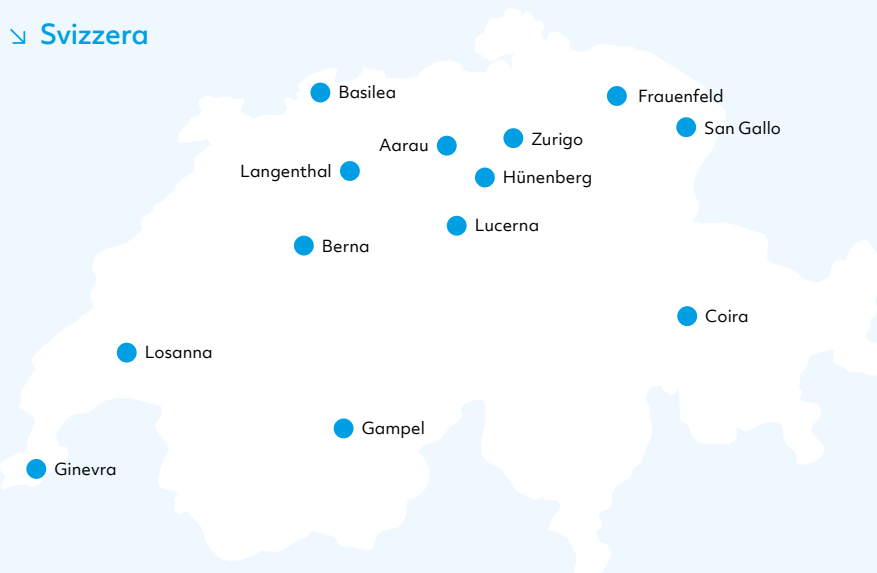 Svizzera
Basilea
Frauenfeld
San Gallo
Zurigo
Aarau
Langenthal
Hünenberg
Lucerna
Berna
Coira
Losanna
Gampel
Ginevra